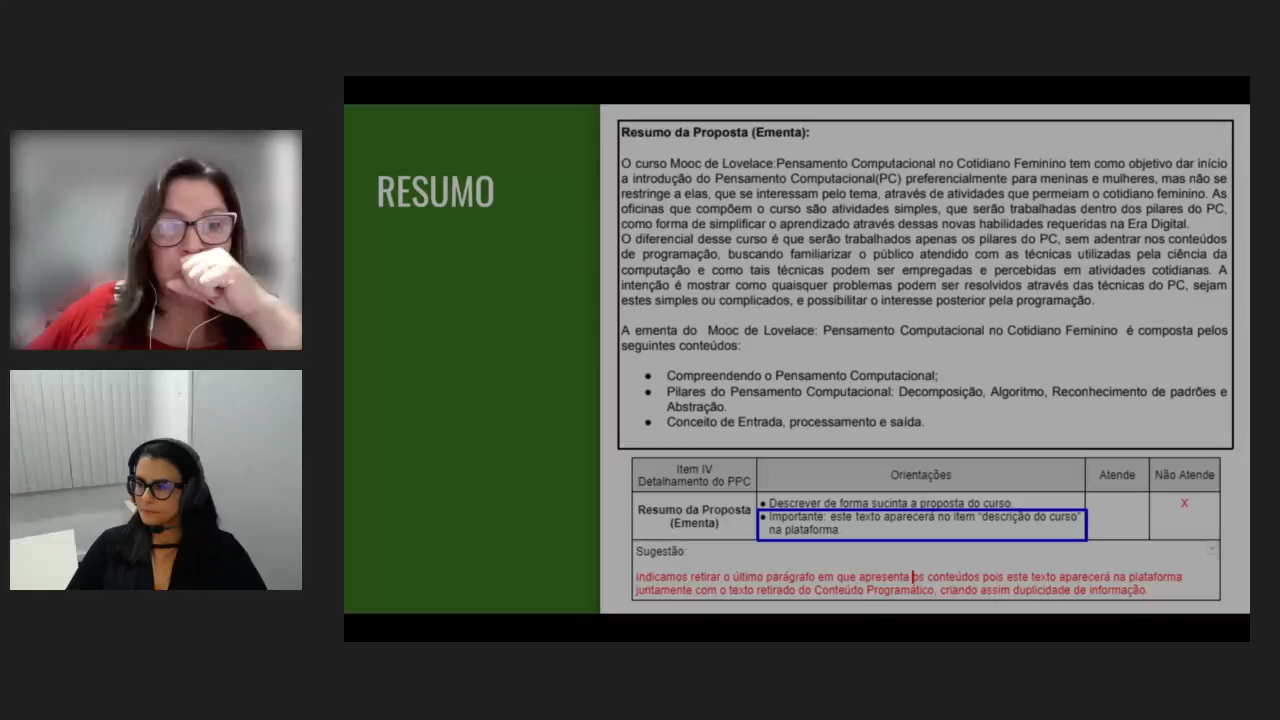 RESUMO
Resumo da Proposta (Ementa):
O curso Mooc de Lovelace:Pensamento Computacional no Cotidiano Feminino tem como objetivo dar início
a introdução do Pensamento Computacional(PC) preferencialmente para meninas e mulheres, mas não se
restringe a elas, que se interessam pelo tema, através de atividades que permeiam o cotidiano feminino. As
oficinas que compõem o curso são atividades simples, que serão trabalhadas dentro dos pilares do PC,
como forma de simplificar o aprendizado através dessas novas habilidades requeridas na Era Digital.
O diferencial desse curso é que serão trabalhados apenas os pilares do PC, sem adentrar nos conteúdos
de programação, buscando familiarizar o público atendido com as técnicas utilizadas pela ciência da
computação e como tais técnicas podem ser empregadas e percebidas em atividades cotidianas. A
intenção é mostrar como quaisquer problemas podem ser resolvidos através das técnicas do PC, sejam
estes simples ou complicados, e possibilitar o interesse posterior pela programação.
A ementa do Mooc de Lovelace: Pensamento Computacional no Cotidiano Feminino é composta pelos
seguintes conteúdos:
● Compreendendo o Pensamento Computacional;
● Pilares do Pensamento Computacional: Decomposição, Algoritmo, Reconhecimento de padrões e
Abstração.
● Conceito de Entrada, processamento e saída.
Item IV
Detalhamento do PPC
Orientações
Atende
Não Atende
Resumo da Proposta
(Ementa)
● Descrever de forma sucinta a proposta do curso.
● Importante: este texto aparecerá no item "descrição do curso"
na plataforma.
X
Sugestão:
Indicamos retirar o último parágrafo em que apresenta os conteúdos pois este texto aparecerá na plataforma
juntamente com o texto retirado do Conteúdo Programático, criando assim duplicidade de informação.